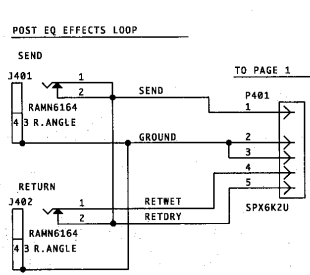 POST EQ EFFECTS LOOP
SEND
TO PAGE 1
J401
1
2
SEND
P401
1
RAMN6164
4 3 R.ANGLE
GROUND
2
3
4
RETURN
J402
1
RETWET
5
2
RETDRY
SPX6K2U
RAMN6164
4 3 R.ANGLE